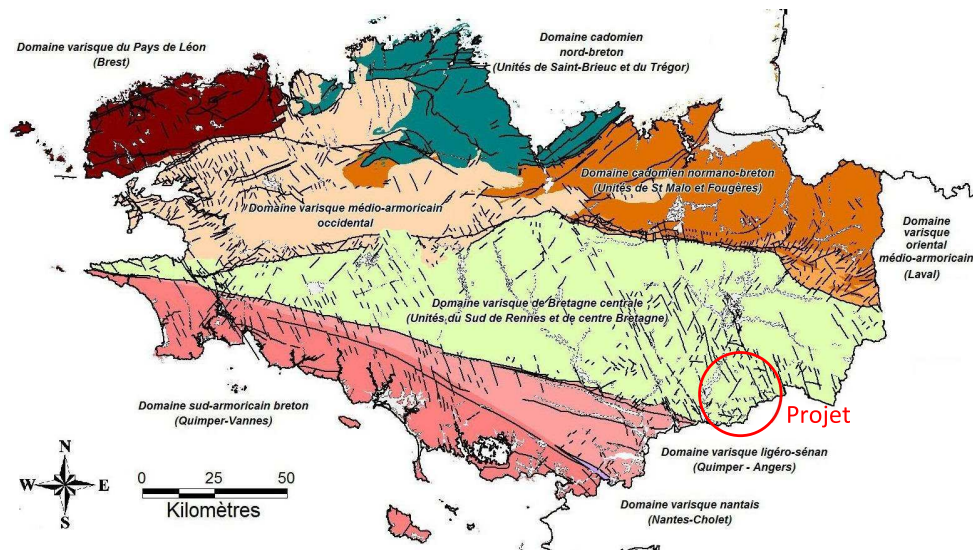 Domaine varisque du Pays de Léon
(Brest)
Domaine cadomien
nord-breton
(Unités de Saint-Brieuc et du Trégor)
Domaine cadomien normano-breton
(Unités de St Malo et Fougères)
Domaine varisque médio-armoricain
occidental
Domaine
varisque
oriental
médio-armoricain
(Laval)
Domaine varisque de Bretagne centrale
(Unités du Sud de Rennes et de centre Bretagne)
Projet
Domaine sud-armoricain breton
(Quimper-Vannes)
Domaine varisque ligéro-sénan
(Quimper - Angers)
Domaine varisque nantais
(Nantes-Cholet)
N
W E
S
0 25 50
Kilomètres